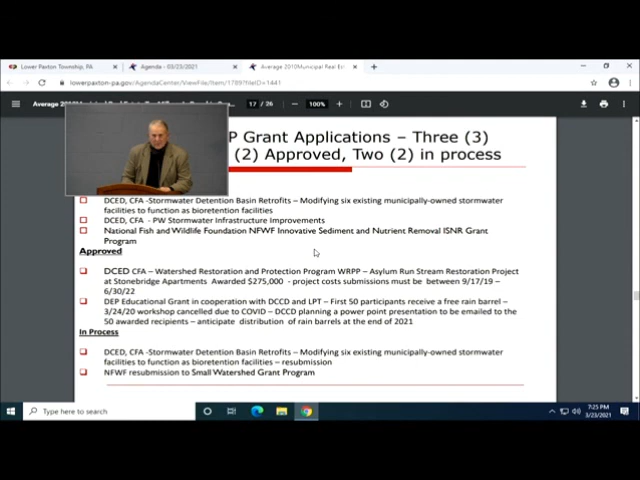 Lower Paxton Township, PA
Agenda - 03/23/2021
Average 2010Municipal Real Est
lowerpaxton-pa.gov/AgendaCenter/ViewFile/Item/1789?fileID=1441
17 / 26
100%
P Grant Applications – Three (3)
(2) Approved, Two (2) in process
DCED, CFA -Stormwater Detention Basin Retrofits – Modifying six existing municipally-owned stormwater
facilities to function as bioretention facilities
DCED, CFA - PW Stormwater Infrastructure Improvements
National Fish and Wildlife Foundation NFWF Innovative Sediment and Nutrient Removal ISNR Grant
Program
Approved
DCED CFA – Watershed Restoration and Protection Program WRPP – Asylum Run Stream Restoration Project
at Stonebridge Apartments Awarded $275,000 - project costs submissions must be between 9/17/19 –
6/30/22
DEP Educational Grant in cooperation with DCCD and LPT – First 50 participants receive a free rain barrel –
3/24/20 workshop cancelled due to COVID – DCCD planning a power point presentation to be emailed to the
50 awarded recipients – anticipate distribution of rain barrels at the end of 2021
In Process
DCED, CFA -Stormwater Detention Basin Retrofits – Modifying six existing municipally-owned stormwater
facilities to function as bioretention facilities – resubmission
NFWF resubmission to Small Watershed Grant Program
Type here to search
7:25 PM
3/23/2021